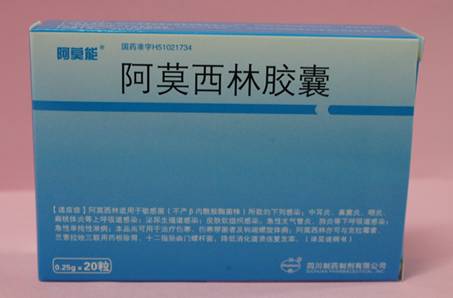 阿莫能®
国药准字H51021734
阿莫西林胶囊
【适应症】阿莫西林适用于敏感菌（不产β内酰胺酶菌株）所致的下列感染：中耳炎、鼻窦炎、咽炎、
扁桃体炎等上呼吸道感染；泌尿生殖道感染；皮肤软组织感染、急性支气管炎、肺炎等下呼吸道感染；
急性单纯性淋病；本品尚可用于治疗伤寒、伤寒带菌者及钩端螺旋体病；阿莫西林亦可与克拉霉素、
兰索拉唑三联用药根除胃、十二指肠幽门螺杆菌，降低消化道溃疡复发率。（详见说明书）
0.25g×20粒
四川制药制剂有限公司
SICHUAN PHARMACEUTICAL COMPANY INC.